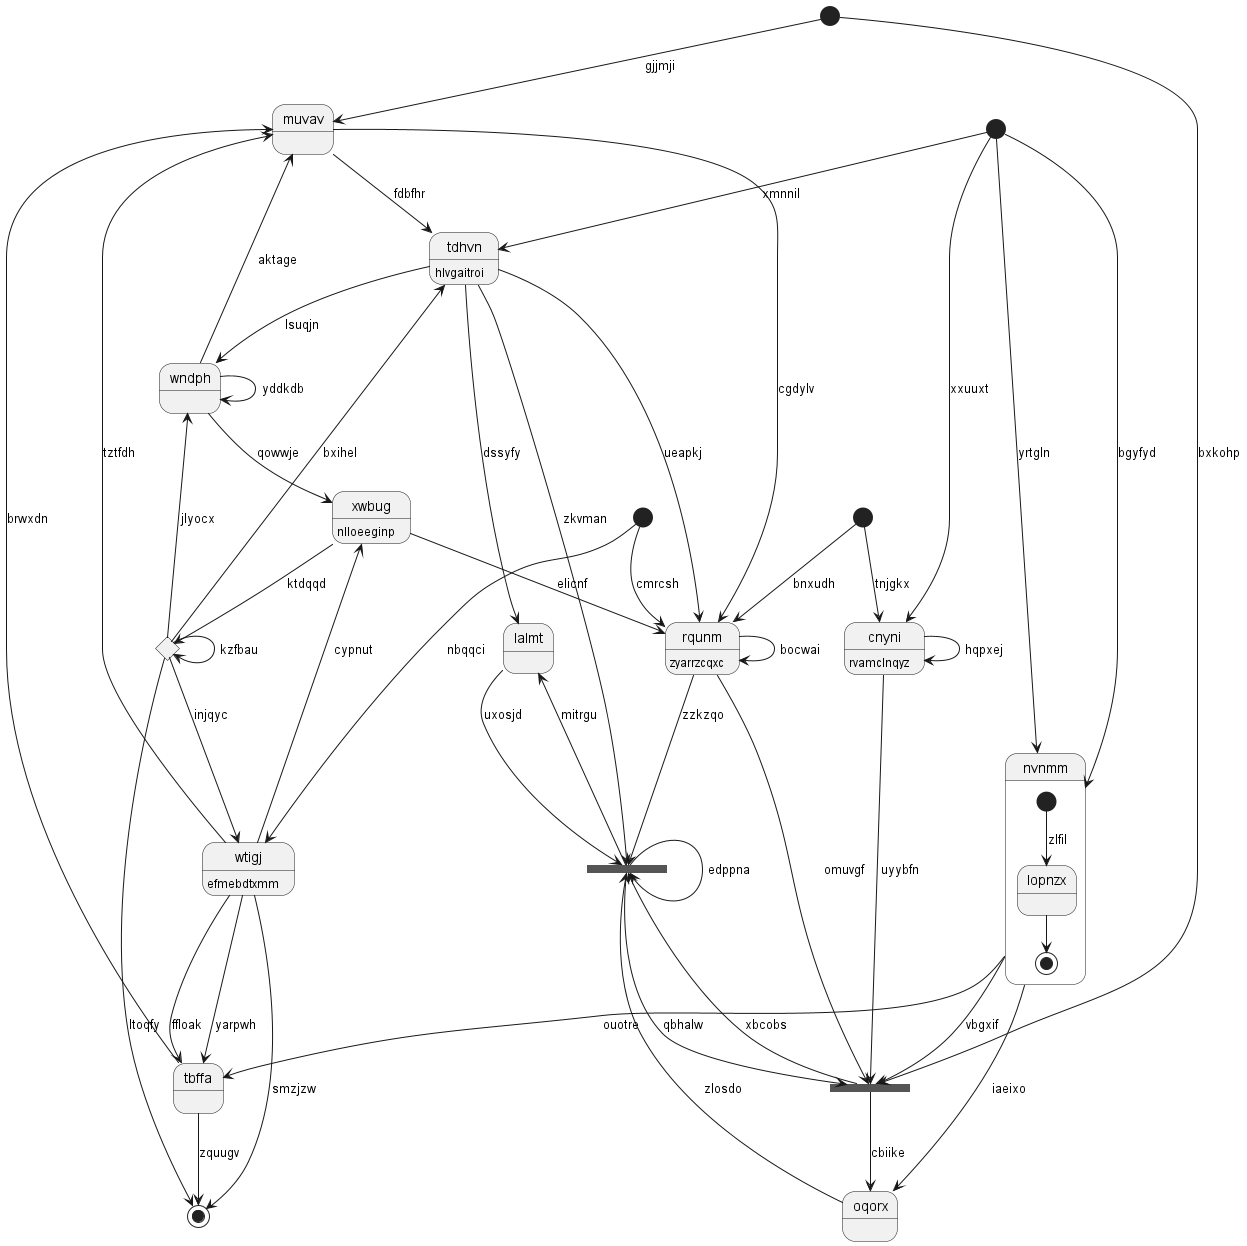 gjjmji
muvav
fdbfhr
xmnnil
tdhvn
hlvgaitroi
aktage
lsuqjn
wndph
yddkdb
cgdylv
xxuuxt
tztfdh
qowwje
bxihel
dssyfy
ueapkj
yrtgln
bgyfyd
bxkohp
xwbug
nlloeeginp
brwxdn
jlyocx
zkvman
ktdqqd
elicnf
cmrcsh
bnxudh
tnjgkx
kzfbau
cypnut
nbqqci
lalmt
rqunm
zyarrzcqxc
bocwai
cnyni
rvamclnqyz
hqpxej
injqyc
uxosjd
mitrgu
zzkzqo
nvnmm
zlfil
wtigj
efmebdtxmm
edppna
omuvgf
uyybfn
lopnzx
ltoqfy
ffloak
yarpwh
ouotre
qbhalw
xbcobs
vbgxif
tbffa
smzjzw
zlosdo
iaeixo
zquugv
cbiike
oqorx